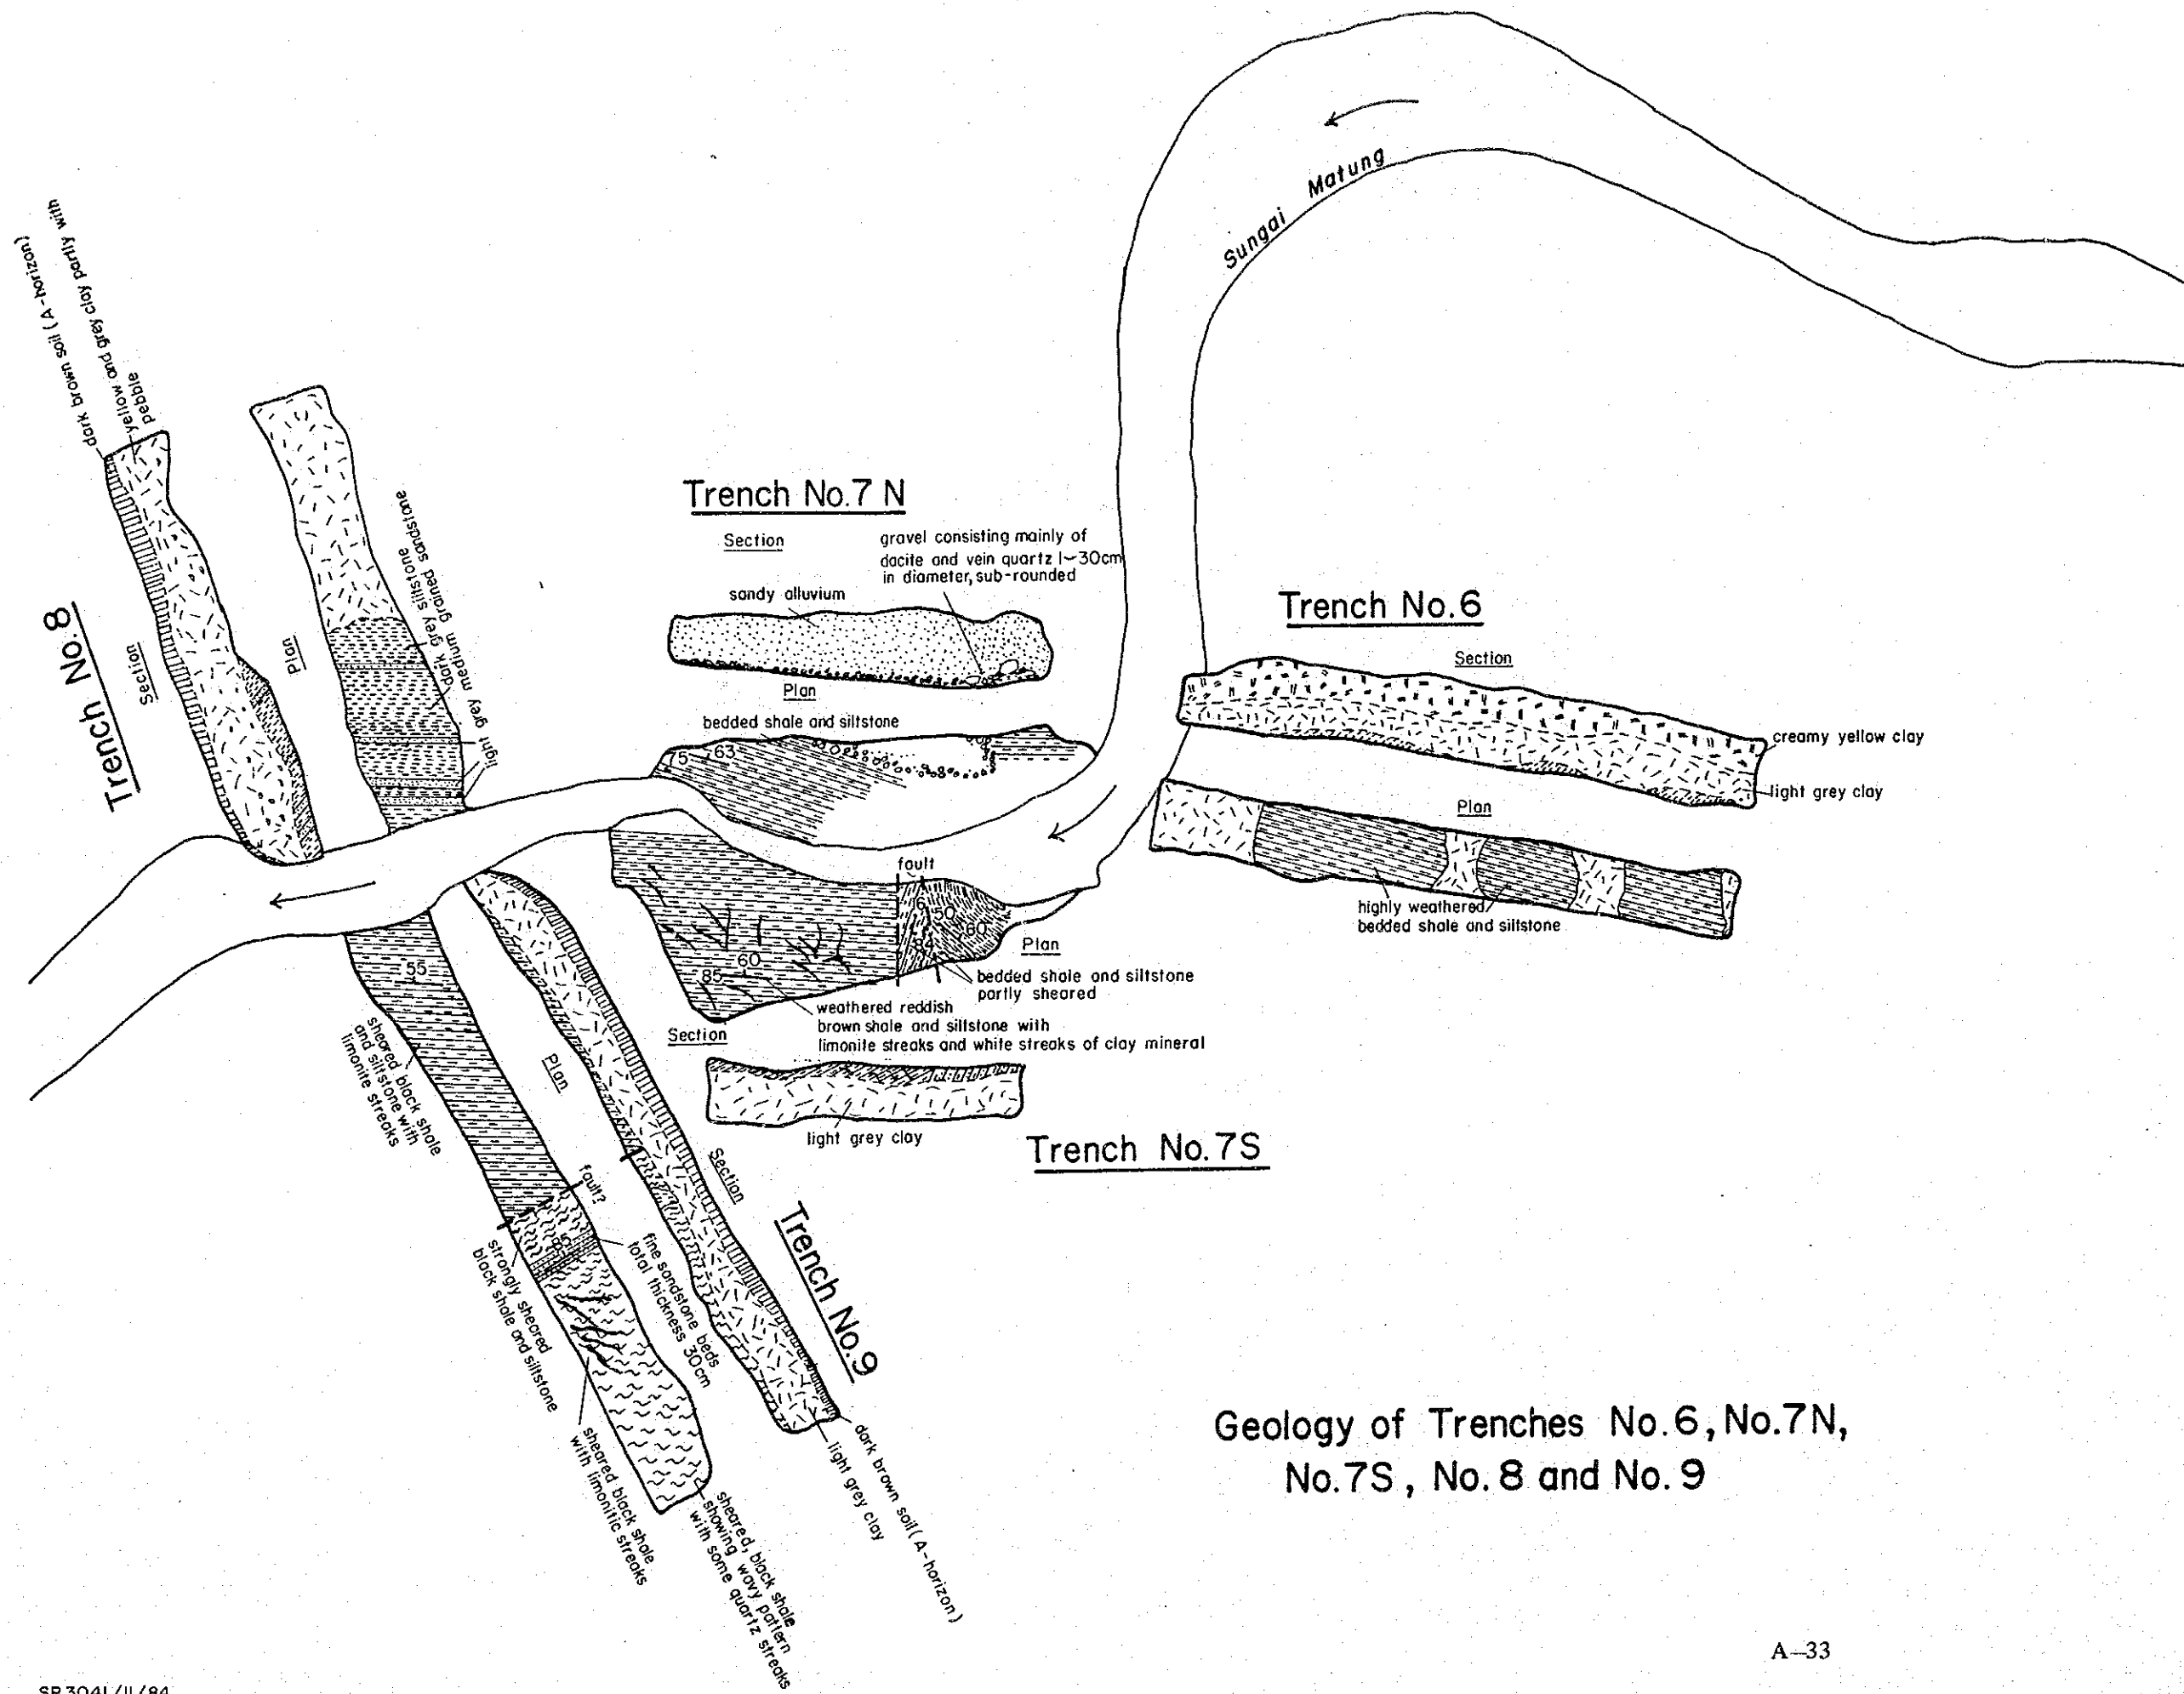 Sungai Matung
dark brown soil (A-horizon)
yellow and grey clay partly with
pebble
Trench No.8
Section
Plan
dark grey siltstone
light grey medium grained sandstone
light
Trench No.7 N
Section
gravel consisting mainly of
dacite and vein quartz 1~30cm
in diameter, sub-rounded
sandy alluvium
Plan
bedded shale and siltstone
75
63
Trench No.6
Section
creamy yellow clay
light grey clay
Plan
highly weathered
bedded shale and siltstone
fault
50
60
84
Plan
bedded shale and siltstone
partly sheared
60
85
weathered reddish
brown shale and siltstone with
limonite streaks and white streaks of clay mineral
Section
light grey clay
Trench No.7S
55
sheared black shale
and siltstone with
limonite streaks
Plan
fault?
Section
Trench No.9
strongly sheared
black shale and siltstone
85
fine sandstone beds
total thickness 30cm
sheared black shale
with limonitic streaks
sheared, black shale
showing wavy pattern
with some quartz streaks
light grey clay
dark brown soil (A-horizon)
Geology of Trenches No.6, No.7N,
No.7S, No.8 and No.9
A-33